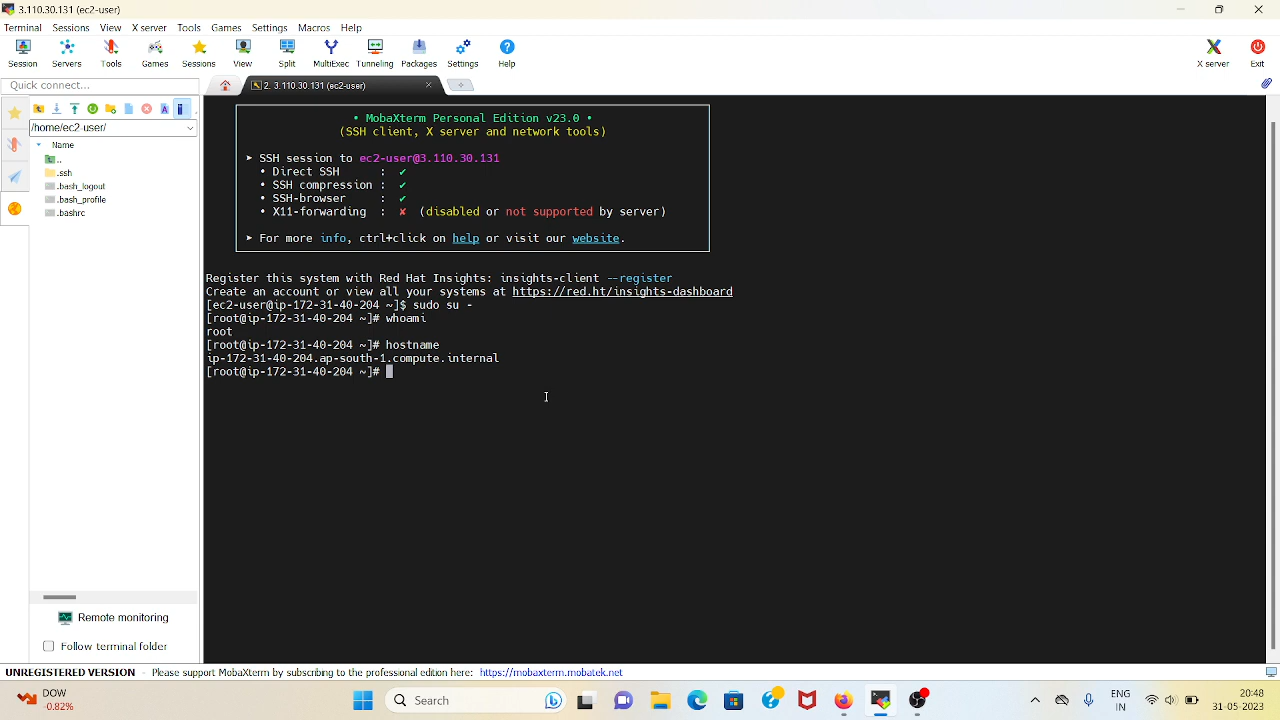 3.110.30.131 (ec2-user)
Terminal Sessions View X server Tools Games Settings Macros Help
Session Servers Tools Games Sessions View Split MultiExec Tunneling Packages Settings Help X server Exit
Quick connect...
2. 3.110.30.131 (ec2-user)
/home/ec2-user/
Name
..
.ssh
.bash_logout
.bash_profile
.bashrc
• MobaXterm Personal Edition v23.0 •
(SSH client, X server and network tools)
➤ SSH session to ec2-user@3.110.30.131
• Direct SSH : ✔
• SSH compression : ✔
• SSH-browser : ✔
• X11-forwarding : ✘ (disabled or not supported by server)
➤ For more info, ctrl+click on help or visit our website.
Register this system with Red Hat Insights: insights-client --register
Create an account or view all your systems at https://red.ht/insights-dashboard
[ec2-user@ip-172-31-40-204 ~]$ sudo su -
[root@ip-172-31-40-204 ~]# whoami
root
[root@ip-172-31-40-204 ~]# hostname
ip-172-31-40-204.ap-south-1.compute.internal
[root@ip-172-31-40-204 ~]#
Remote monitoring
Follow terminal folder
UNREGISTERED VERSION - Please support MobaXterm by subscribing to the professional edition here: https://mobaxterm.mobatek.net
DOW
-0.82%
Search
ENG
IN
20:48
31-05-2023